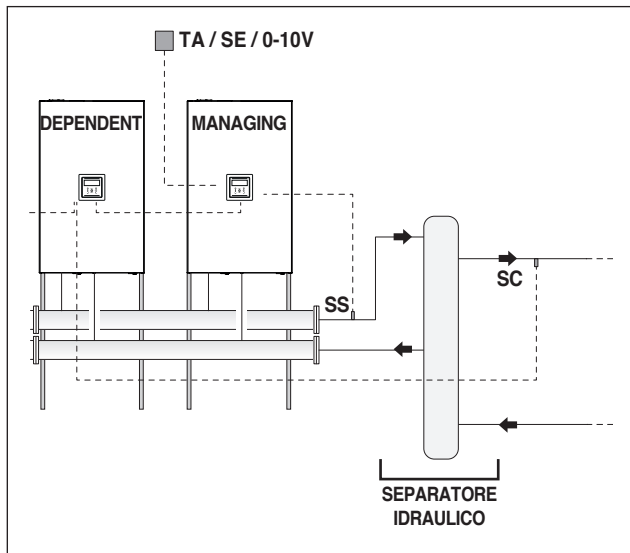 TA / SE / 0-10V
DEPENDENT
MANAGING
SS
SC
SEPARATORE
IDRAULICO